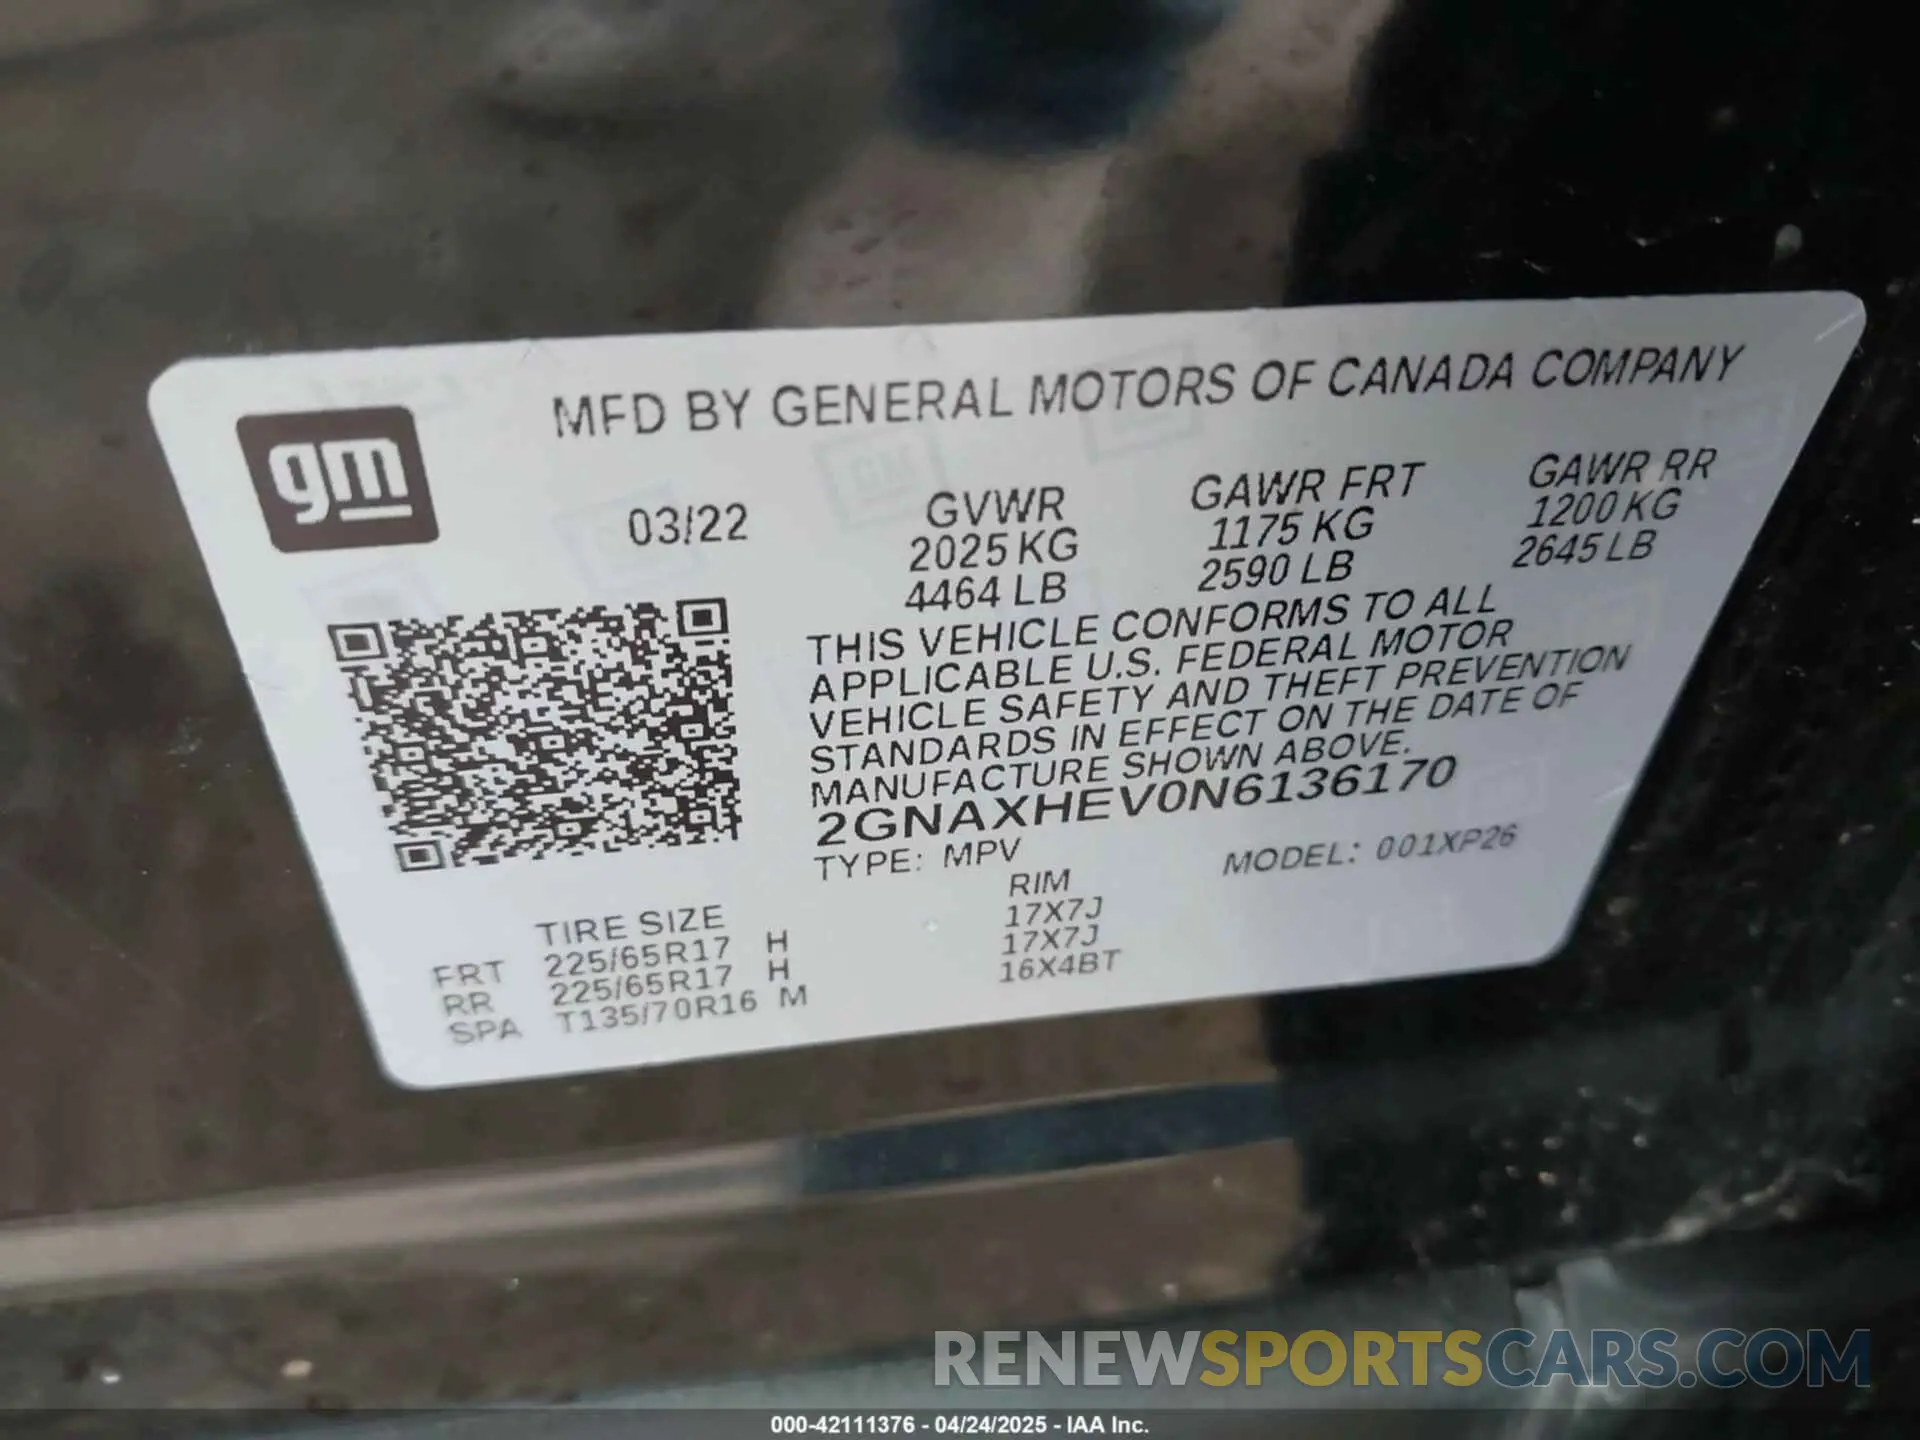 MFD BY GENERAL MOTORS OF CANADA COMPANY
gm
03/22 GVWR GAWR FRT GAWR RR
2025 KG 1175 KG 1200 KG
4464 LB 2590 LB 2645 LB
THIS VEHICLE CONFORMS TO ALL
APPLICABLE U.S. FEDERAL MOTOR
VEHICLE SAFETY AND THEFT PREVENTION
STANDARDS IN EFFECT ON THE DATE OF
MANUFACTURE SHOWN ABOVE.
2GNAXHEV0N6136170
TYPE: MPV MODEL: 001XP26
TIRE SIZE RIM
FRT 225/65R17 H 17X7J
RR 225/65R17 H 17X7J
SPA T135/70R16 M 16X4BT
RENEWSPORTSCARS.COM
000-42111376 - 04/24/2025 - IAA Inc.